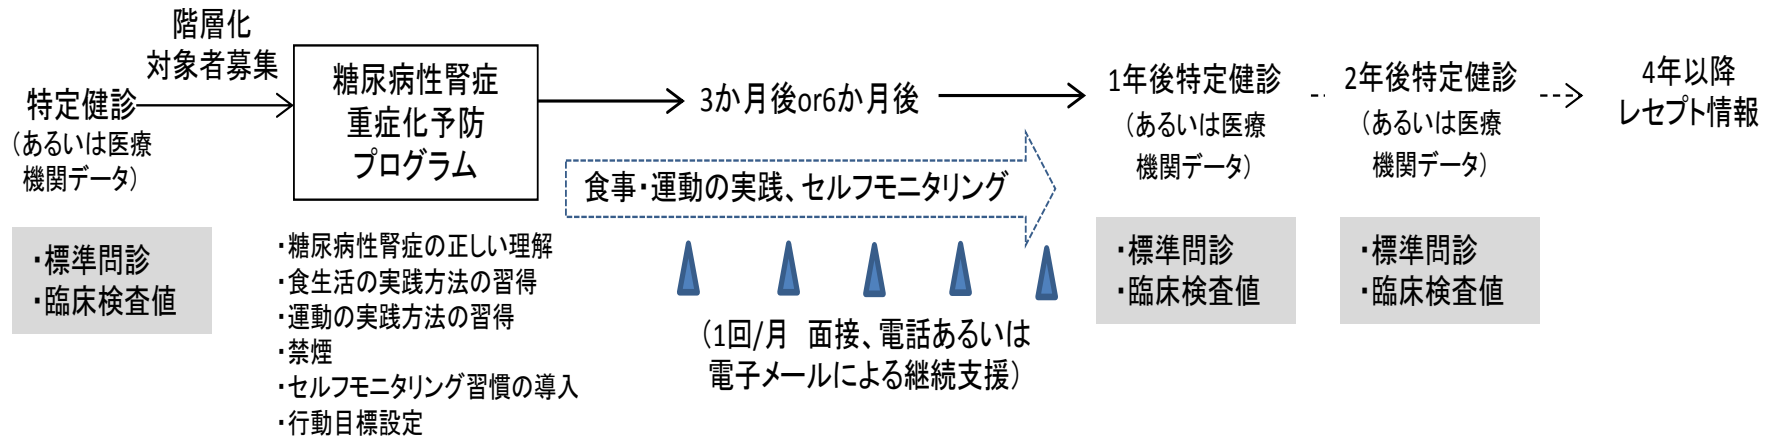 階層化
対象者募集
特定健診
(あるいは医療
機関データ)
・標準問診
・臨床検査値
糖尿病性腎症
重症化予防
プログラム
・糖尿病性腎症の正しい理解
・食生活の実践方法の習得
・運動の実践方法の習得
・禁煙
・セルフモニタリング習慣の導入
・行動目標設定
3か月後or6か月後
食事・運動の実践、セルフモニタリング
(1回/月 面接、電話あるいは
電子メールによる継続支援)
1年後特定健診
(あるいは医療
機関データ)
・標準問診
・臨床検査値
2年後特定健診
(あるいは医療
機関データ)
・標準問診
・臨床検査値
4年以降
レセプト情報